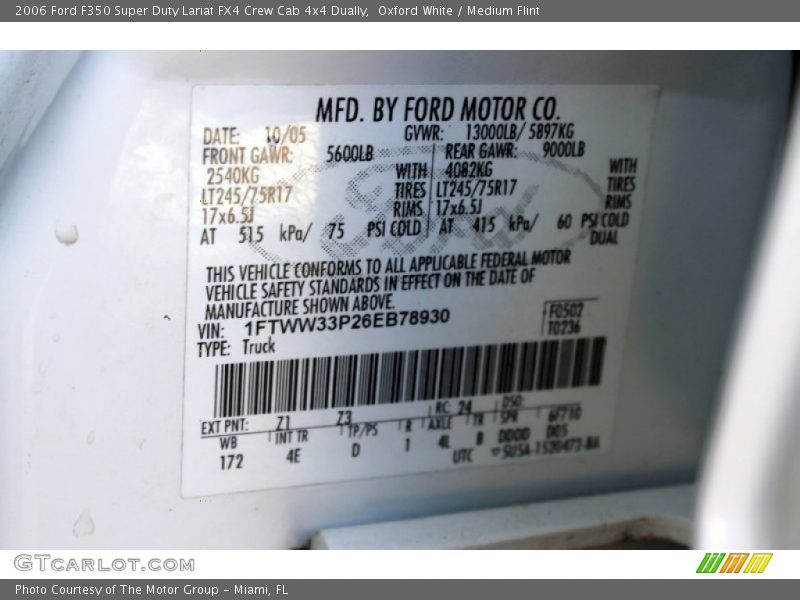 2006 Ford F350 Super Duty Lariat FX4 Crew Cab 4x4 Dually,  Oxford White / Medium Flint
MFD. BY FORD MOTOR CO.
DATE: 10/05 GVWR: 13000LB/ 5897KG
FRONT GAWR: 5600LB REAR GAWR: 9000LB
2540KG WITH 4082KG WITH
LT245/75R17 TIRES LT245/75R17 TIRES
17x6.5J RIMS 17x6.5J RIMS
AT 515 kPa/ 75 PSI COLD AT 415 kPa/ 60 PSI COLD
DUAL
THIS VEHICLE CONFORMS TO ALL APPLICABLE FEDERAL MOTOR
VEHICLE SAFETY STANDARDS IN EFFECT ON THE DATE OF
MANUFACTURE SHOWN ABOVE.
VIN: 1FTWW33P26EB78930 F0502
TYPE: Truck T0236
EXT PNT: Z1 Z3 RC: 24 DSO:
WB INT TR TP/PS R AXLE TR SPR 6F710
172 4E D 1 4L B DDDD D05
UTC
GTCarLot.com
Photo Courtesy of The Motor Group - Miami, FL